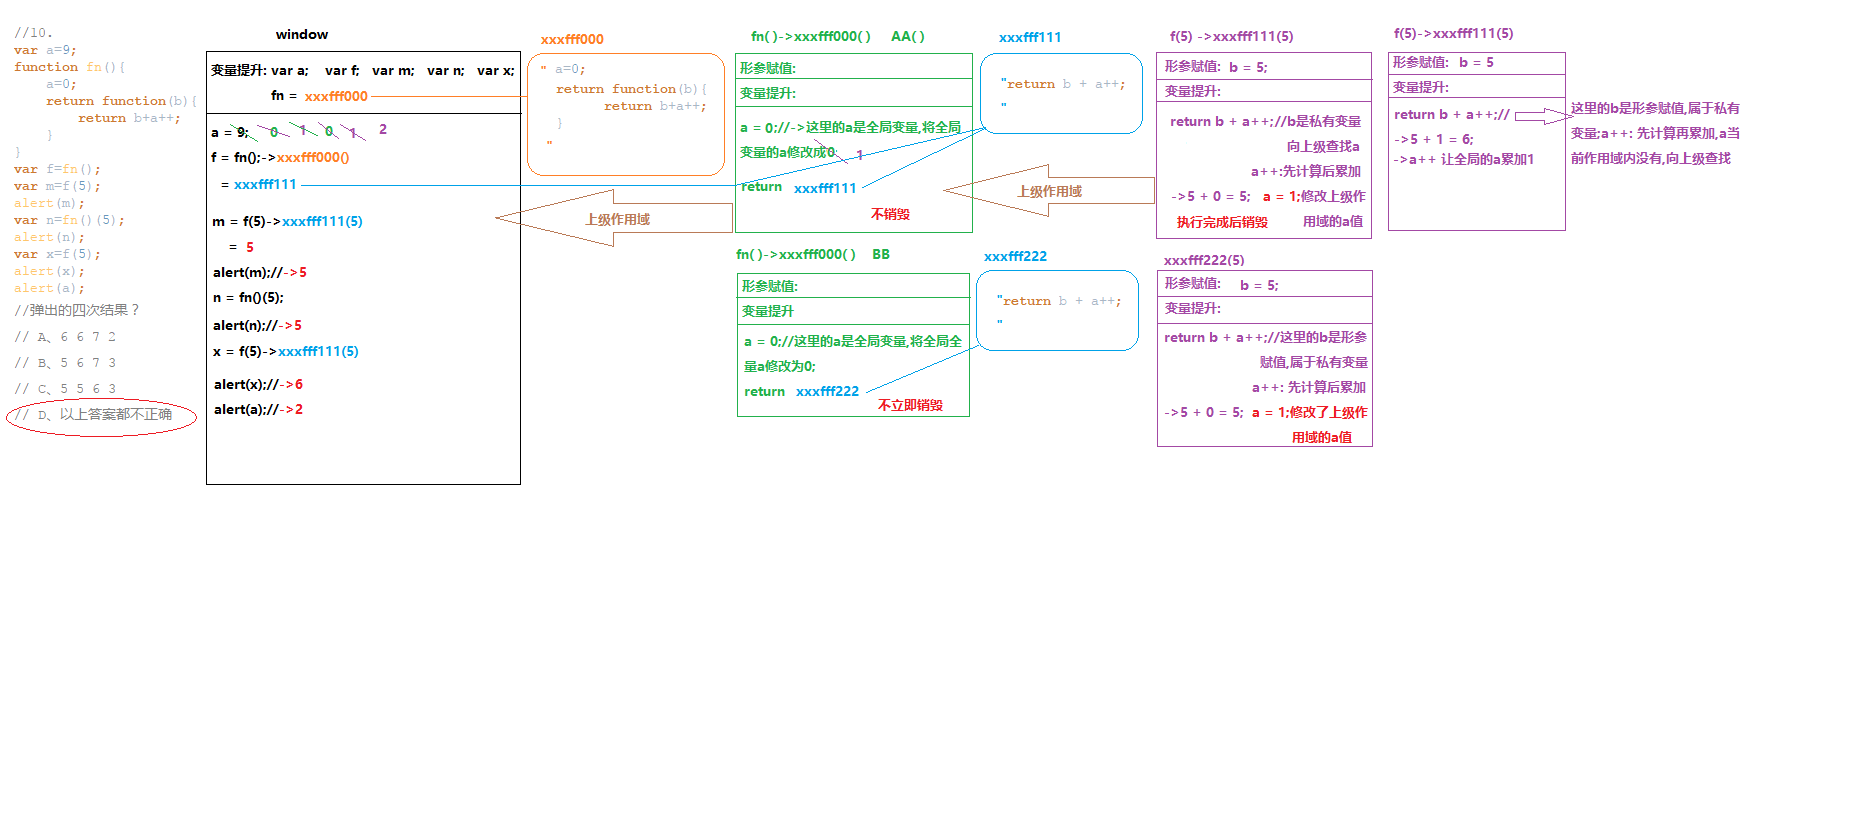 //10.
var a=9;
function fn(){
a=0;
return function(b){
return b+a++;
}
}
var f=fn();
var m=f(5);
alert(m);
var n=fn()(5);
alert(n);
var x=f(5);
alert(x);
alert(a);
//弹出的四次结果?
// A、6 6 7 2
// B、5 6 7 3
// C、5 5 6 3
// D、以上答案都不正确
window
变量提升: var a; var f; var m; var n; var x;
fn = xxxfff000
a = 9; 0 1 0 1 2
f = fn();->xxxfff000()
= xxxfff111
m = f(5)->xxxfff111(5)
= 5
alert(m);//->5
n = fn()(5);
alert(n);//->5
x = f(5)->xxxfff111(5)
alert(x);//->6
alert(a);//->2
xxxfff000
" a=0;
return function(b){
return b+a++;
}
"
上级作用域
fn()->xxxfff000() AA()
形参赋值:
变量提升:
a = 0;//->这里的a是全局变量,将全局
变量的a修改成0 1
return xxxfff111
不销毁
xxxfff111
"return b + a++;
"
上级作用域
f(5) ->xxxfff111(5)
形参赋值: b = 5;
变量提升:
return b + a++;//b是私有变量
向上级查找a
a++:先计算后累加
->5 + 0 = 5; a = 1;修改上级作
执行完成后销毁 用域的a值
f(5)->xxxfff111(5)
形参赋值: b = 5
变量提升:
return b + a++;//
->5 + 1 = 6;
->a++ 让全局的a累加1
这里的b是形参赋值,属于私有
变量;a++: 先计算再累加,a当
前作用域内没有,向上级查找
fn()->xxxfff000() BB
形参赋值:
变量提升
a = 0;//这里的a是全局变量,将全局全
量a修改为0;
return xxxfff222
不立即销毁
xxxfff222
"return b + a++;
"
xxxfff222(5)
形参赋值: b = 5;
变量提升:
return b + a++;//这里的b是形参
赋值,属于私有变量
a++: 先计算后累加
->5 + 0 = 5; a = 1;修改了上级作
用域的a值